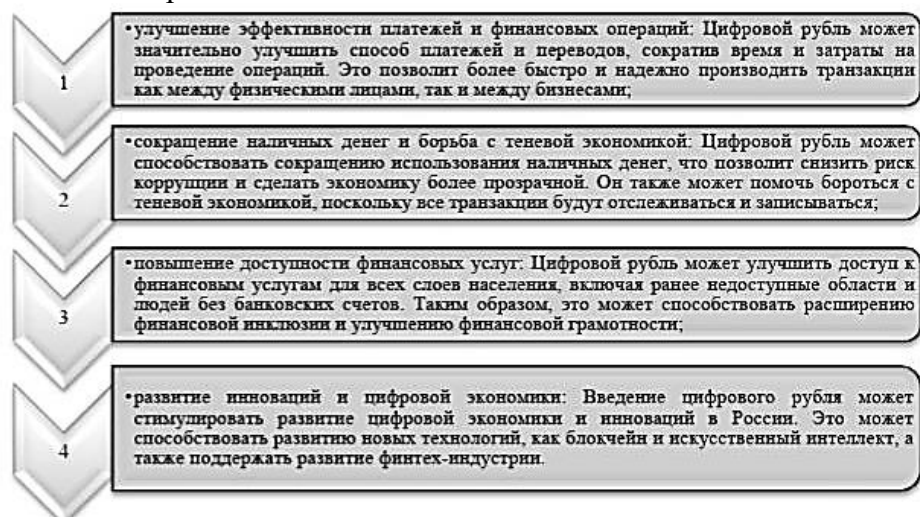 •улучшение эффективности платежей и финансовых операций: Цифровой рубль может
значительно улучшить способ платежей и переводов, сократив время и затраты на
проведение операций. Это позволит более быстро и надежно производить транзакции
как между физическими лицами, так и между бизнесами;
1
•сокращение наличных денег и борьба с теневой экономикой: Цифровой рубль может
способствовать сокращению использования наличных денег, что позволит снизить риск
коррупции и сделать экономику более прозрачной. Он также может помочь бороться с
теневой экономикой, поскольку все транзакции будут отслеживаться и записываться;
2
•повышение доступности финансовых услуг: Цифровой рубль может улучшить доступ к
финансовым услугам для всех слоев населения, включая ранее недоступные области и
людей без банковских счетов. Таким образом, это может способствовать расширению
финансовой инклюзии и улучшению финансовой грамотности;
3
•развитие инноваций и цифровой экономики: Введение цифрового рубля может
стимулировать развитие цифровой экономики и инноваций в России. Это может
способствовать развитию новых технологий, как блокчейн и искусственный интеллект, а
также поддержать развитие финтех-индустрии.
4